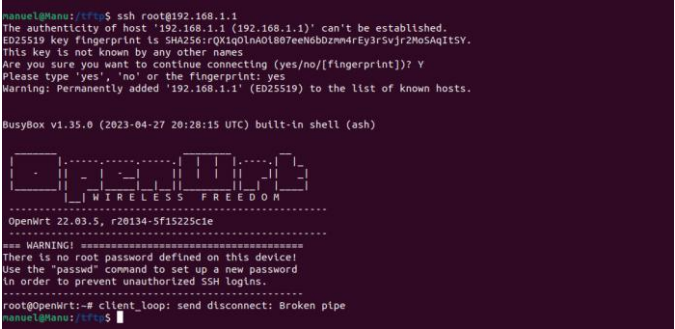 manuel@Manu:/tftp$ ssh root@192.168.1.1
The authenticity of host '192.168.1.1 (192.168.1.1)' can't be established.
ED25519 key fingerprint is SHA256:rQX1qOlnAOi807eeN6bDzmm4rEy3rSvjr2MoSAqItSY.
This key is not known by any other names
Are you sure you want to continue connecting (yes/no/[fingerprint])? Y
Please type 'yes', 'no' or the fingerprint: yes
Warning: Permanently added '192.168.1.1' (ED25519) to the list of known hosts.
BusyBox v1.35.0 (2023-04-27 20:28:15 UTC) built-in shell (ash)
OpenWrt
W I R E L E S S   F R E E D O M
OpenWrt 22.03.5, r20134-5f15225c1e
=== WARNING! =====================================
There is no root password defined on this device!
Use the "passwd" command to set up a new password
in order to prevent unauthorized SSH logins.
root@OpenWrt:~# client_loop: send disconnect: Broken pipe
manuel@Manu:/tftp$